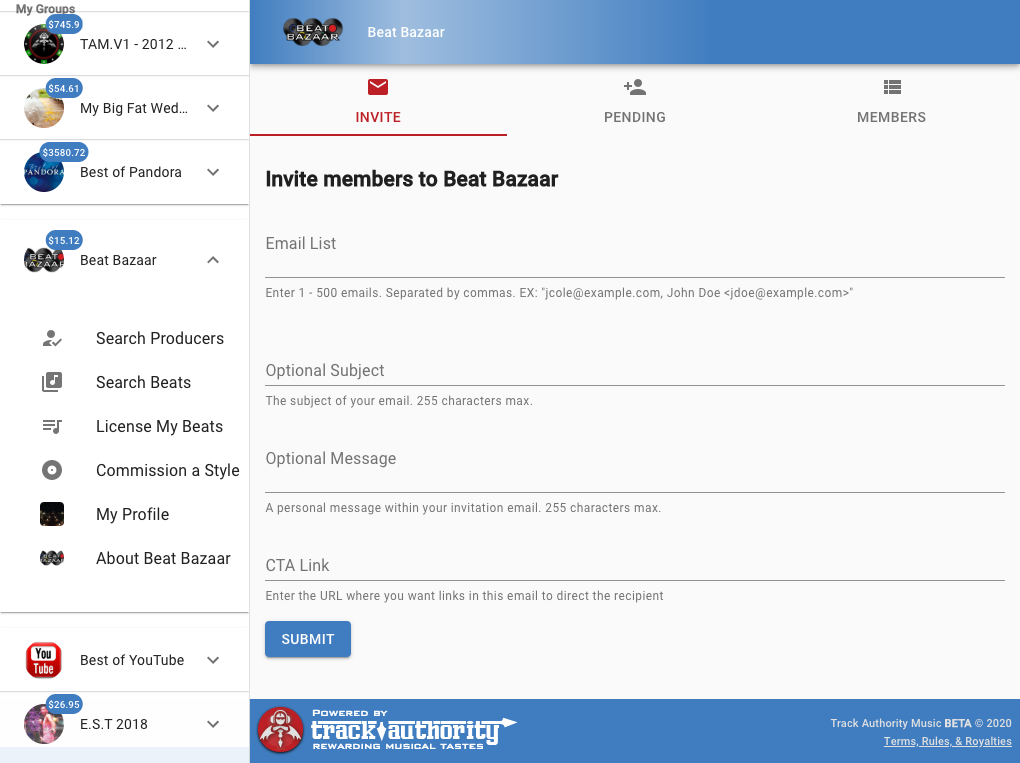 My Groups
$745.9
TAM.V1 - 2012 ...
$54.61
My Big Fat Wed...
$3580.72
PANDORA
Best of Pandora
$15.12
BEAT
BAZAAR
Beat Bazaar
Search Producers
Search Beats
License My Beats
Commission a Style
My Profile
BEAT
BAZAAR
About Beat Bazaar
You
Tube
Best of YouTube
$26.95
E.S.T 2018
BEAT
BAZAAR
Beat Bazaar
INVITE
PENDING
MEMBERS
Invite members to Beat Bazaar
Email List
Enter 1 - 500 emails. Separated by commas. EX: "jcole@example.com, John Doe <jdoe@example.com>"
Optional Subject
The subject of your email. 255 characters max.
Optional Message
A personal message within your invitation email. 255 characters max.
CTA Link
Enter the URL where you want links in this email to direct the recipient
SUBMIT
POWERED BY
track authority
REWARDING MUSICAL TASTES
Track Authority Music BETA © 2020
Terms, Rules, & Royalties